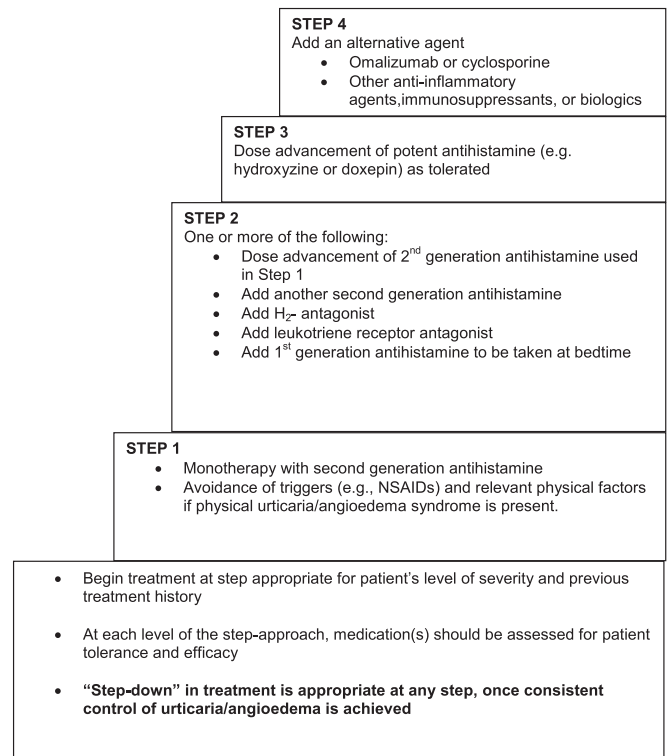 STEP 4
Add an alternative agent
• Omalizumab or cyclosporine
• Other anti-inflammatory
agents,immunosuppressants, or biologics
STEP 3
Dose advancement of potent antihistamine (e.g.
hydroxyzine or doxepin) as tolerated
STEP 2
One or more of the following:
• Dose advancement of 2nd generation antihistamine used
in Step 1
• Add another second generation antihistamine
• Add H₂- antagonist
• Add leukotriene receptor antagonist
• Add 1st generation antihistamine to be taken at bedtime
STEP 1
• Monotherapy with second generation antihistamine
• Avoidance of triggers (e.g., NSAIDs) and relevant physical factors
if physical urticaria/angioedema syndrome is present.
• Begin treatment at step appropriate for patient’s level of severity and previous
treatment history
• At each level of the step-approach, medication(s) should be assessed for patient
tolerance and efficacy
• “Step-down” in treatment is appropriate at any step, once consistent
control of urticaria/angioedema is achieved